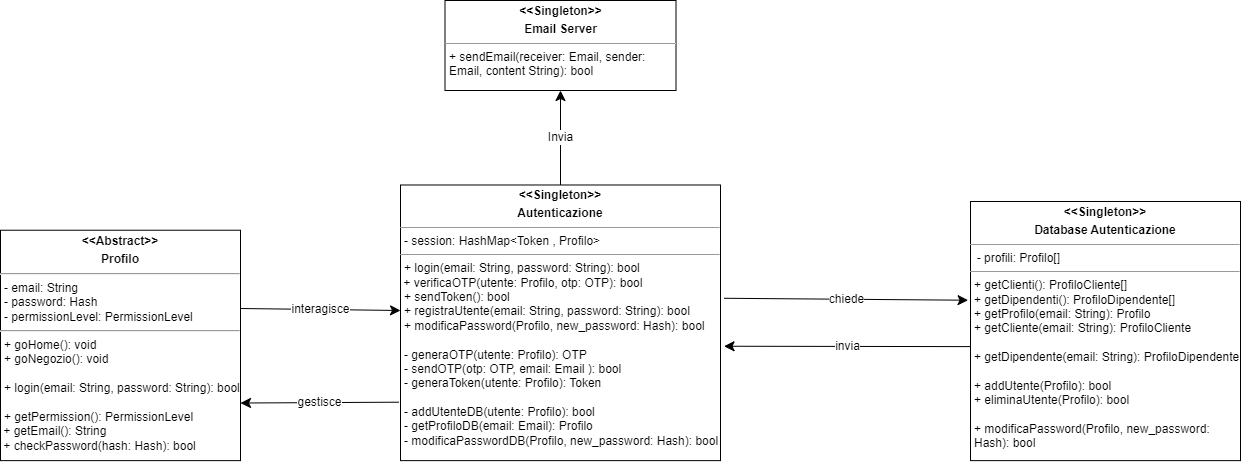 <<Singleton>>
Email Server
+ sendEmail(receiver: Email, sender:
Email, content String): bool
Invia
<<Abstract>>
Profilo
- email: String
- password: Hash
- permissionLevel: PermissionLevel
+ goHome(): void
+ goNegozio(): void
+ login(email: String, password: String): bool
+ getPermission(): PermissionLevel
+ getEmail(): String
+ checkPassword(hash: Hash): bool
interagisce
gestisce
<<Singleton>>
Autenticazione
- session: HashMap<Token , Profilo>
+ login(email: String, password: String): bool
+ verificaOTP(utente: Profilo, otp: OTP): bool
+ sendToken(): bool
+ registraUtente(email: String, password: String): bool
+ modificaPassword(Profilo, new_password: Hash): bool
- generaOTP(utente: Profilo): OTP
- sendOTP(otp: OTP, email: Email ): bool
- generaToken(utente: Profilo): Token
- addUtenteDB(utente: Profilo): bool
- getProfiloDB(email: Email): Profilo
- modificaPasswordDB(Profilo, new_password: Hash): bool
chiede
invia
<<Singleton>>
Database Autenticazione
- profili: Profilo[]
+ getClienti(): ProfiloCliente[]
+ getDipendenti(): ProfiloDipendente[]
+ getProfilo(email: String): Profilo
+ getCliente(email: String): ProfiloCliente
+ getDipendente(email: String): ProfiloDipendente
+ addUtente(Profilo): bool
+ eliminaUtente(Profilo): bool
+ modificaPassword(Profilo, new_password:
Hash): bool